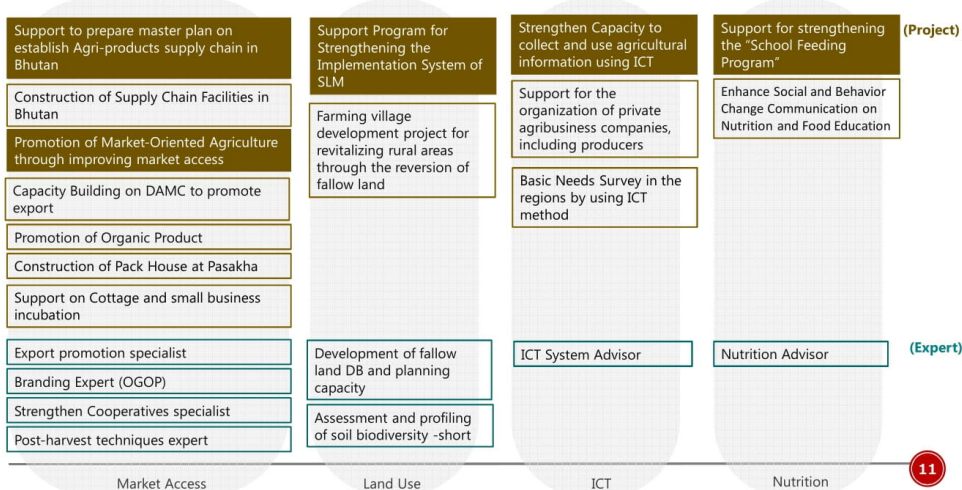 Support to prepare master plan on
establish Agri-products supply chain in
Bhutan
Construction of Supply Chain Facilities in
Bhutan
Promotion of Market-Oriented Agriculture
through improving market access
Capacity Building on DAMC to promote
export
Promotion of Organic Product
Construction of Pack House at Pasakha
Support on Cottage and small business
incubation
Export promotion specialist
Branding Expert (OGOP)
Strengthen Cooperatives specialist
Post-harvest techniques expert
Market Access
Support Program for
Strengthening the
Implementation System of
SLM
Farming village
development project for
revitalizing rural areas
through the reversion of
fallow land
Development of fallow
land DB and planning
capacity
Assessment and profiling
of soil biodiversity -short
Land Use
Strengthen Capacity to
collect and use agricultural
information using ICT
Support for the
organization of private
agribusiness companies,
including producers
Basic Needs Survey in the
regions by using ICT
method
ICT System Advisor
ICT
Support for strengthening
the “School Feeding
Program”
Enhance Social and Behavior
Change Communication on
Nutrition and Food Education
Nutrition Advisor
Nutrition
(Project)
(Expert)
11